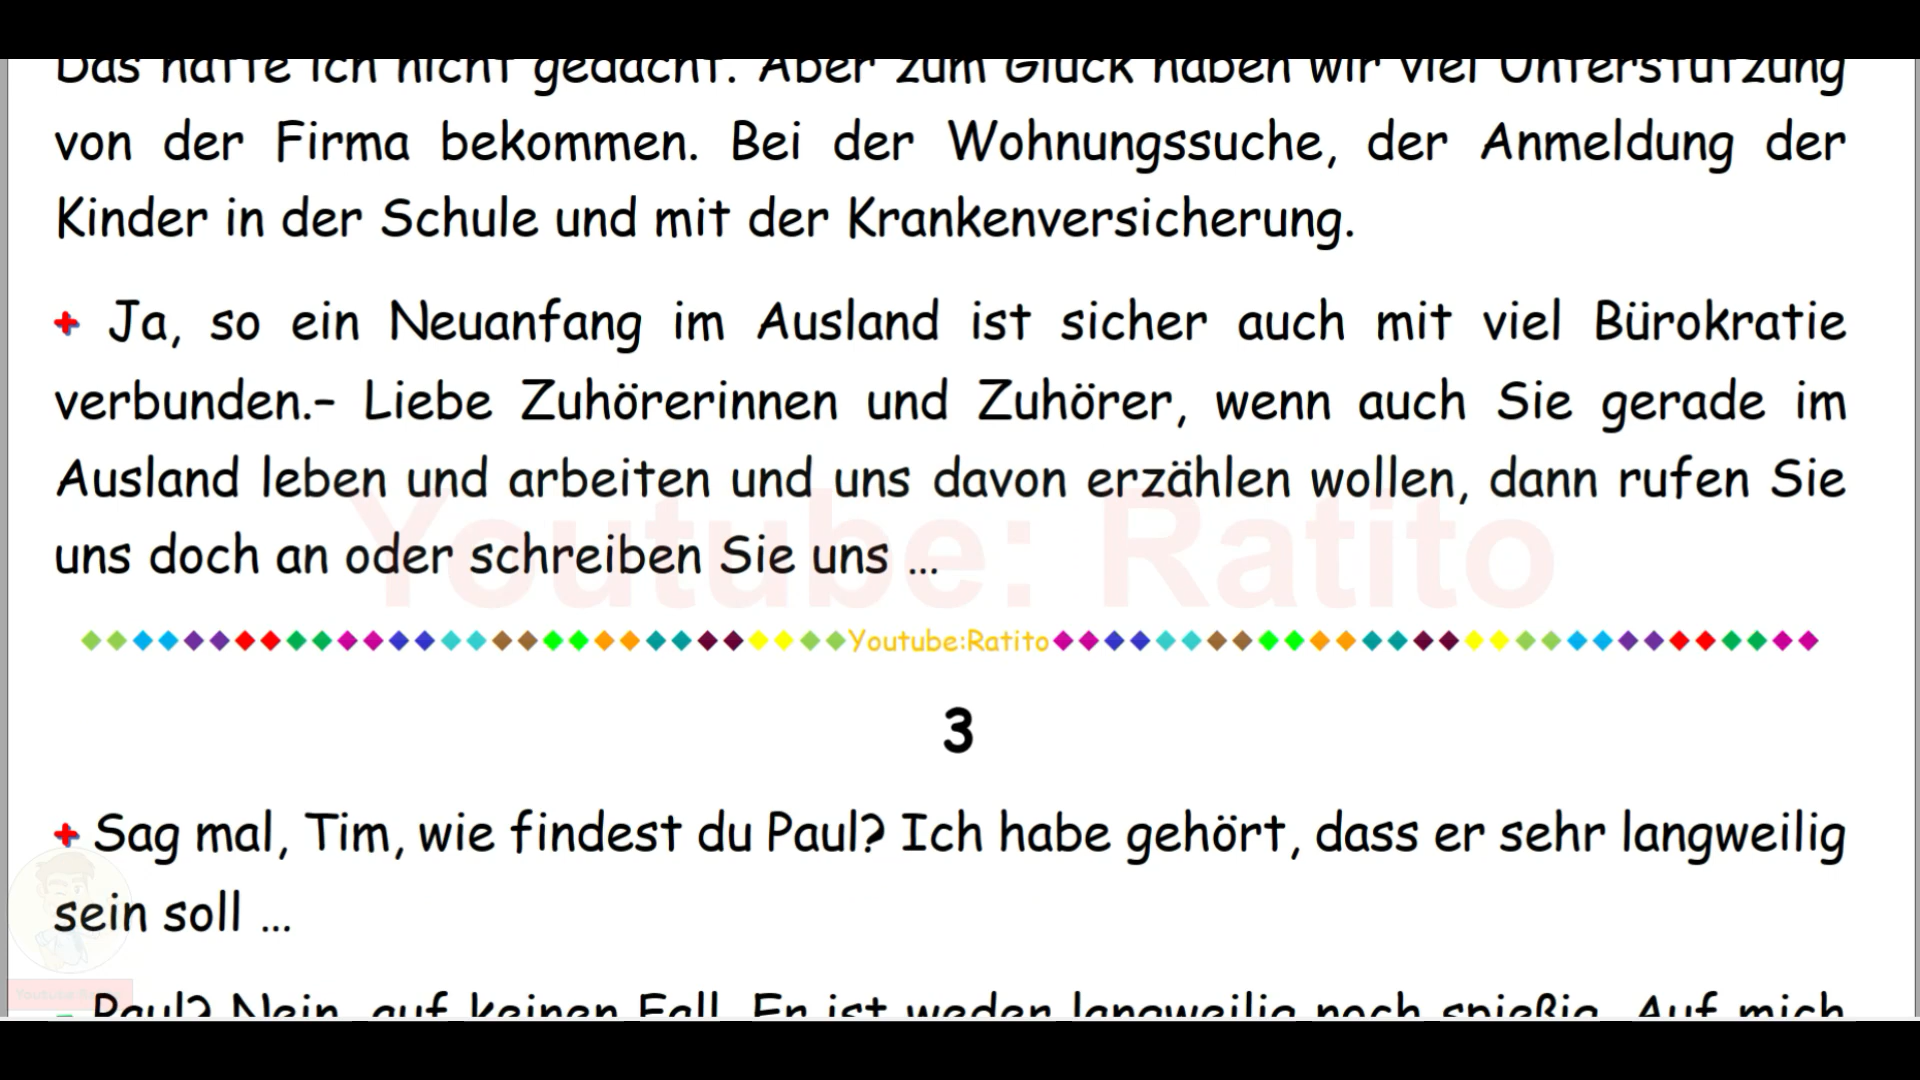 Das hätte ich nicht gedacht. Aber zum Glück haben wir viel Unterstützung
von der Firma bekommen. Bei der Wohnungssuche, der Anmeldung der
Kinder in der Schule und mit der Krankenversicherung.
+ Ja, so ein Neuanfang im Ausland ist sicher auch mit viel Bürokratie
verbunden.– Liebe Zuhörerinnen und Zuhörer, wenn auch Sie gerade im
Ausland leben und arbeiten und uns davon erzählen wollen, dann rufen Sie
uns doch an oder schreiben Sie uns ...
Youtube: Ratito
Youtube:Ratito
3
+ Sag mal, Tim, wie findest du Paul? Ich habe gehört, dass er sehr langweilig
sein soll ...
Youtube
Paul? Nein, auf keinen Fall. Er ist weder langweilig noch spießig. Auf mich